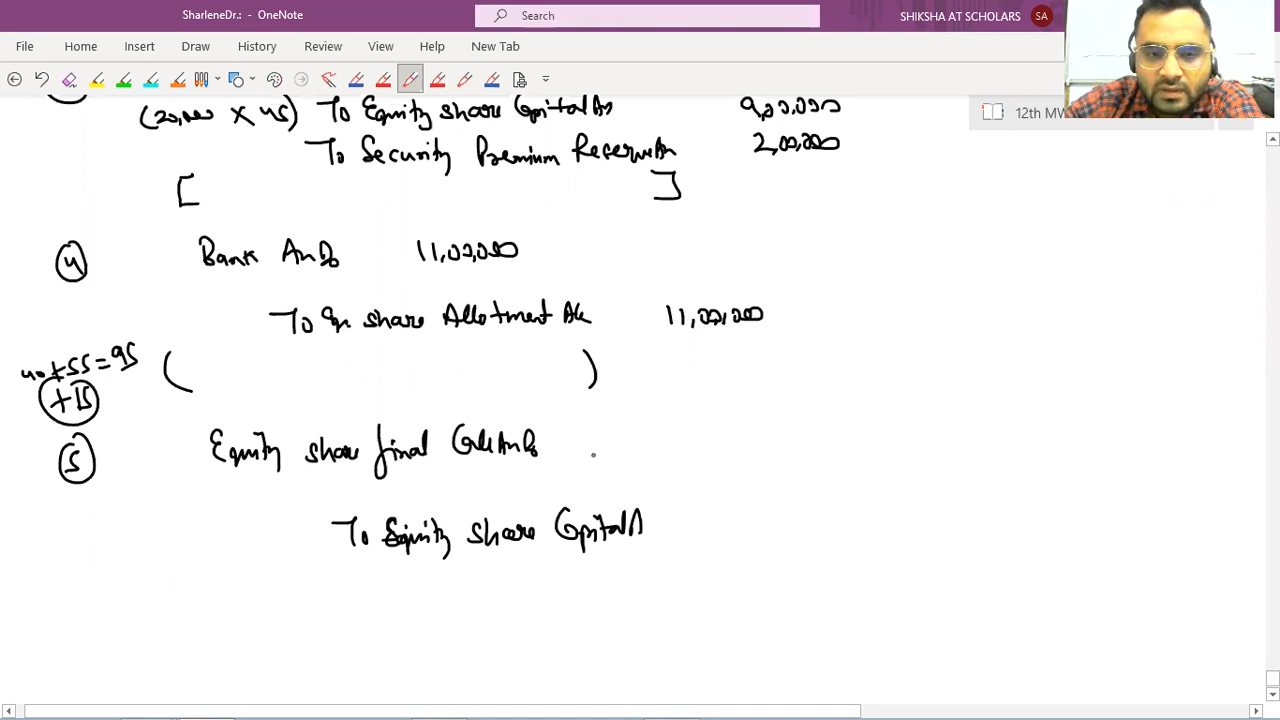 SharleneDr.: - OneNote
Search
SHIKSHA AT SCHOLARS SA
File Home Insert Draw History Review View Help New Tab
12th MW
(20,000 X 45) To Equity share Capital A/c 9,00,000
To Security Premium Reserve A/c 2,00,000
[ ]
4 Bank A/c Dr 11,00,000
To Eq. share Allotment A/c 11,00,000
40+55=95 ( )
+15
5 Equity share final Call A/c Dr
To Equity share Capital A